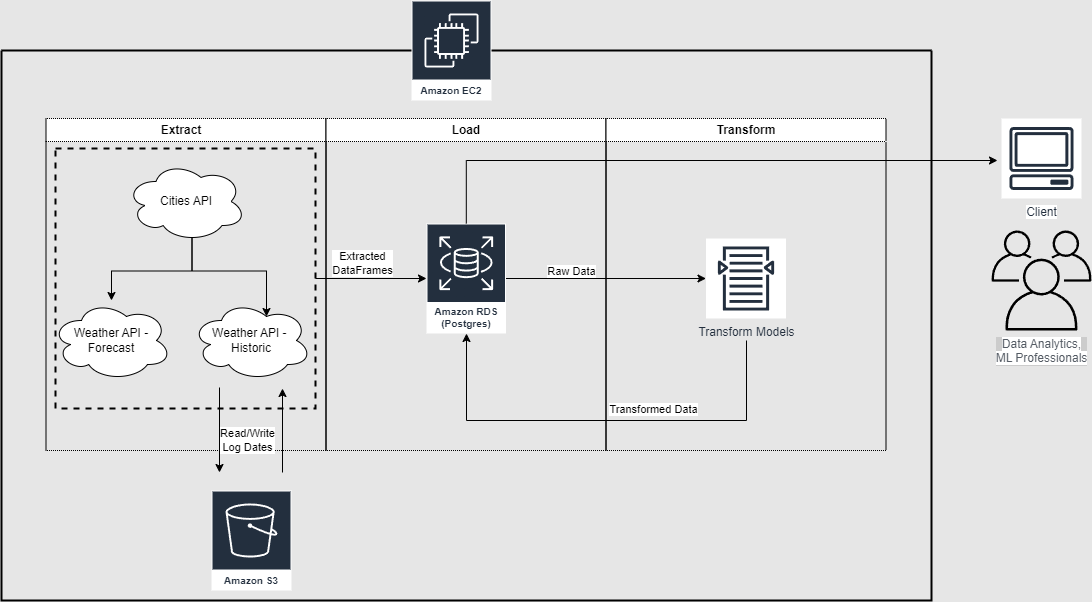 Amazon EC2
Extract
Load
Transform
Cities API
Weather API -
Forecast
Weather API -
Historic
Extracted
DataFrames
Amazon RDS
(Postgres)
Raw Data
Transform Models
Transformed Data
Read/Write
Log Dates
Amazon S3
Client
Data Analytics,
ML Professionals